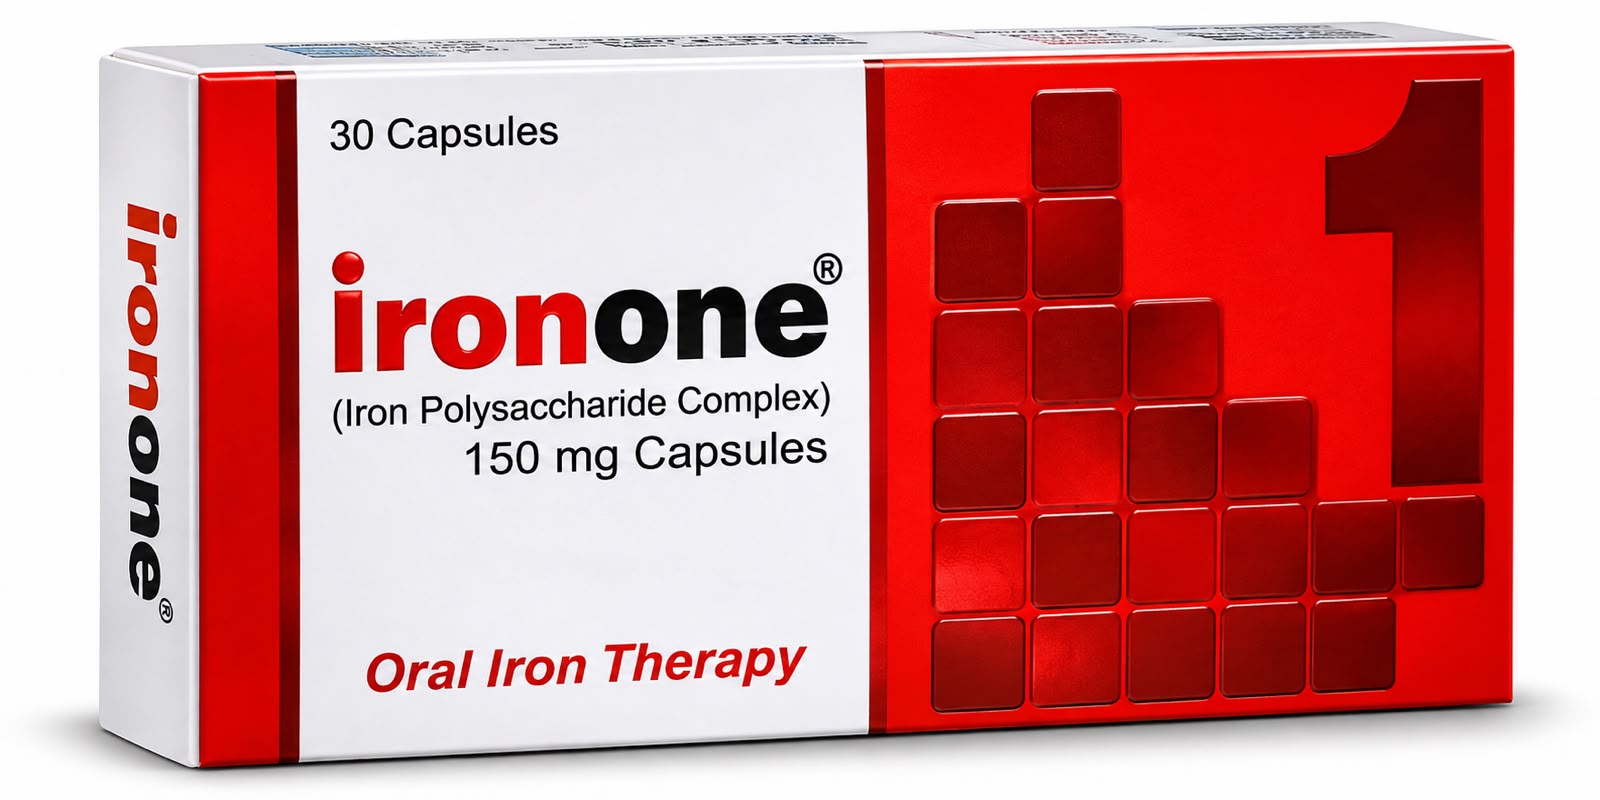 30 Capsules
ironone®
(Iron Polysaccharide Complex)
150 mg Capsules
Oral Iron Therapy
1
ironone®